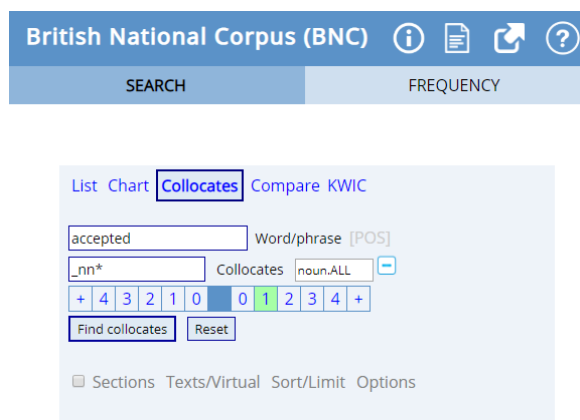 British National Corpus (BNC)
SEARCH FREQUENCY
List Chart Collocates Compare KWIC
accepted Word/phrase [POS]
_nn* Collocates noun.ALL
+ 4 3 2 1 0 0 1 2 3 4 +
Find collocates Reset
Sections Texts/Virtual Sort/Limit Options